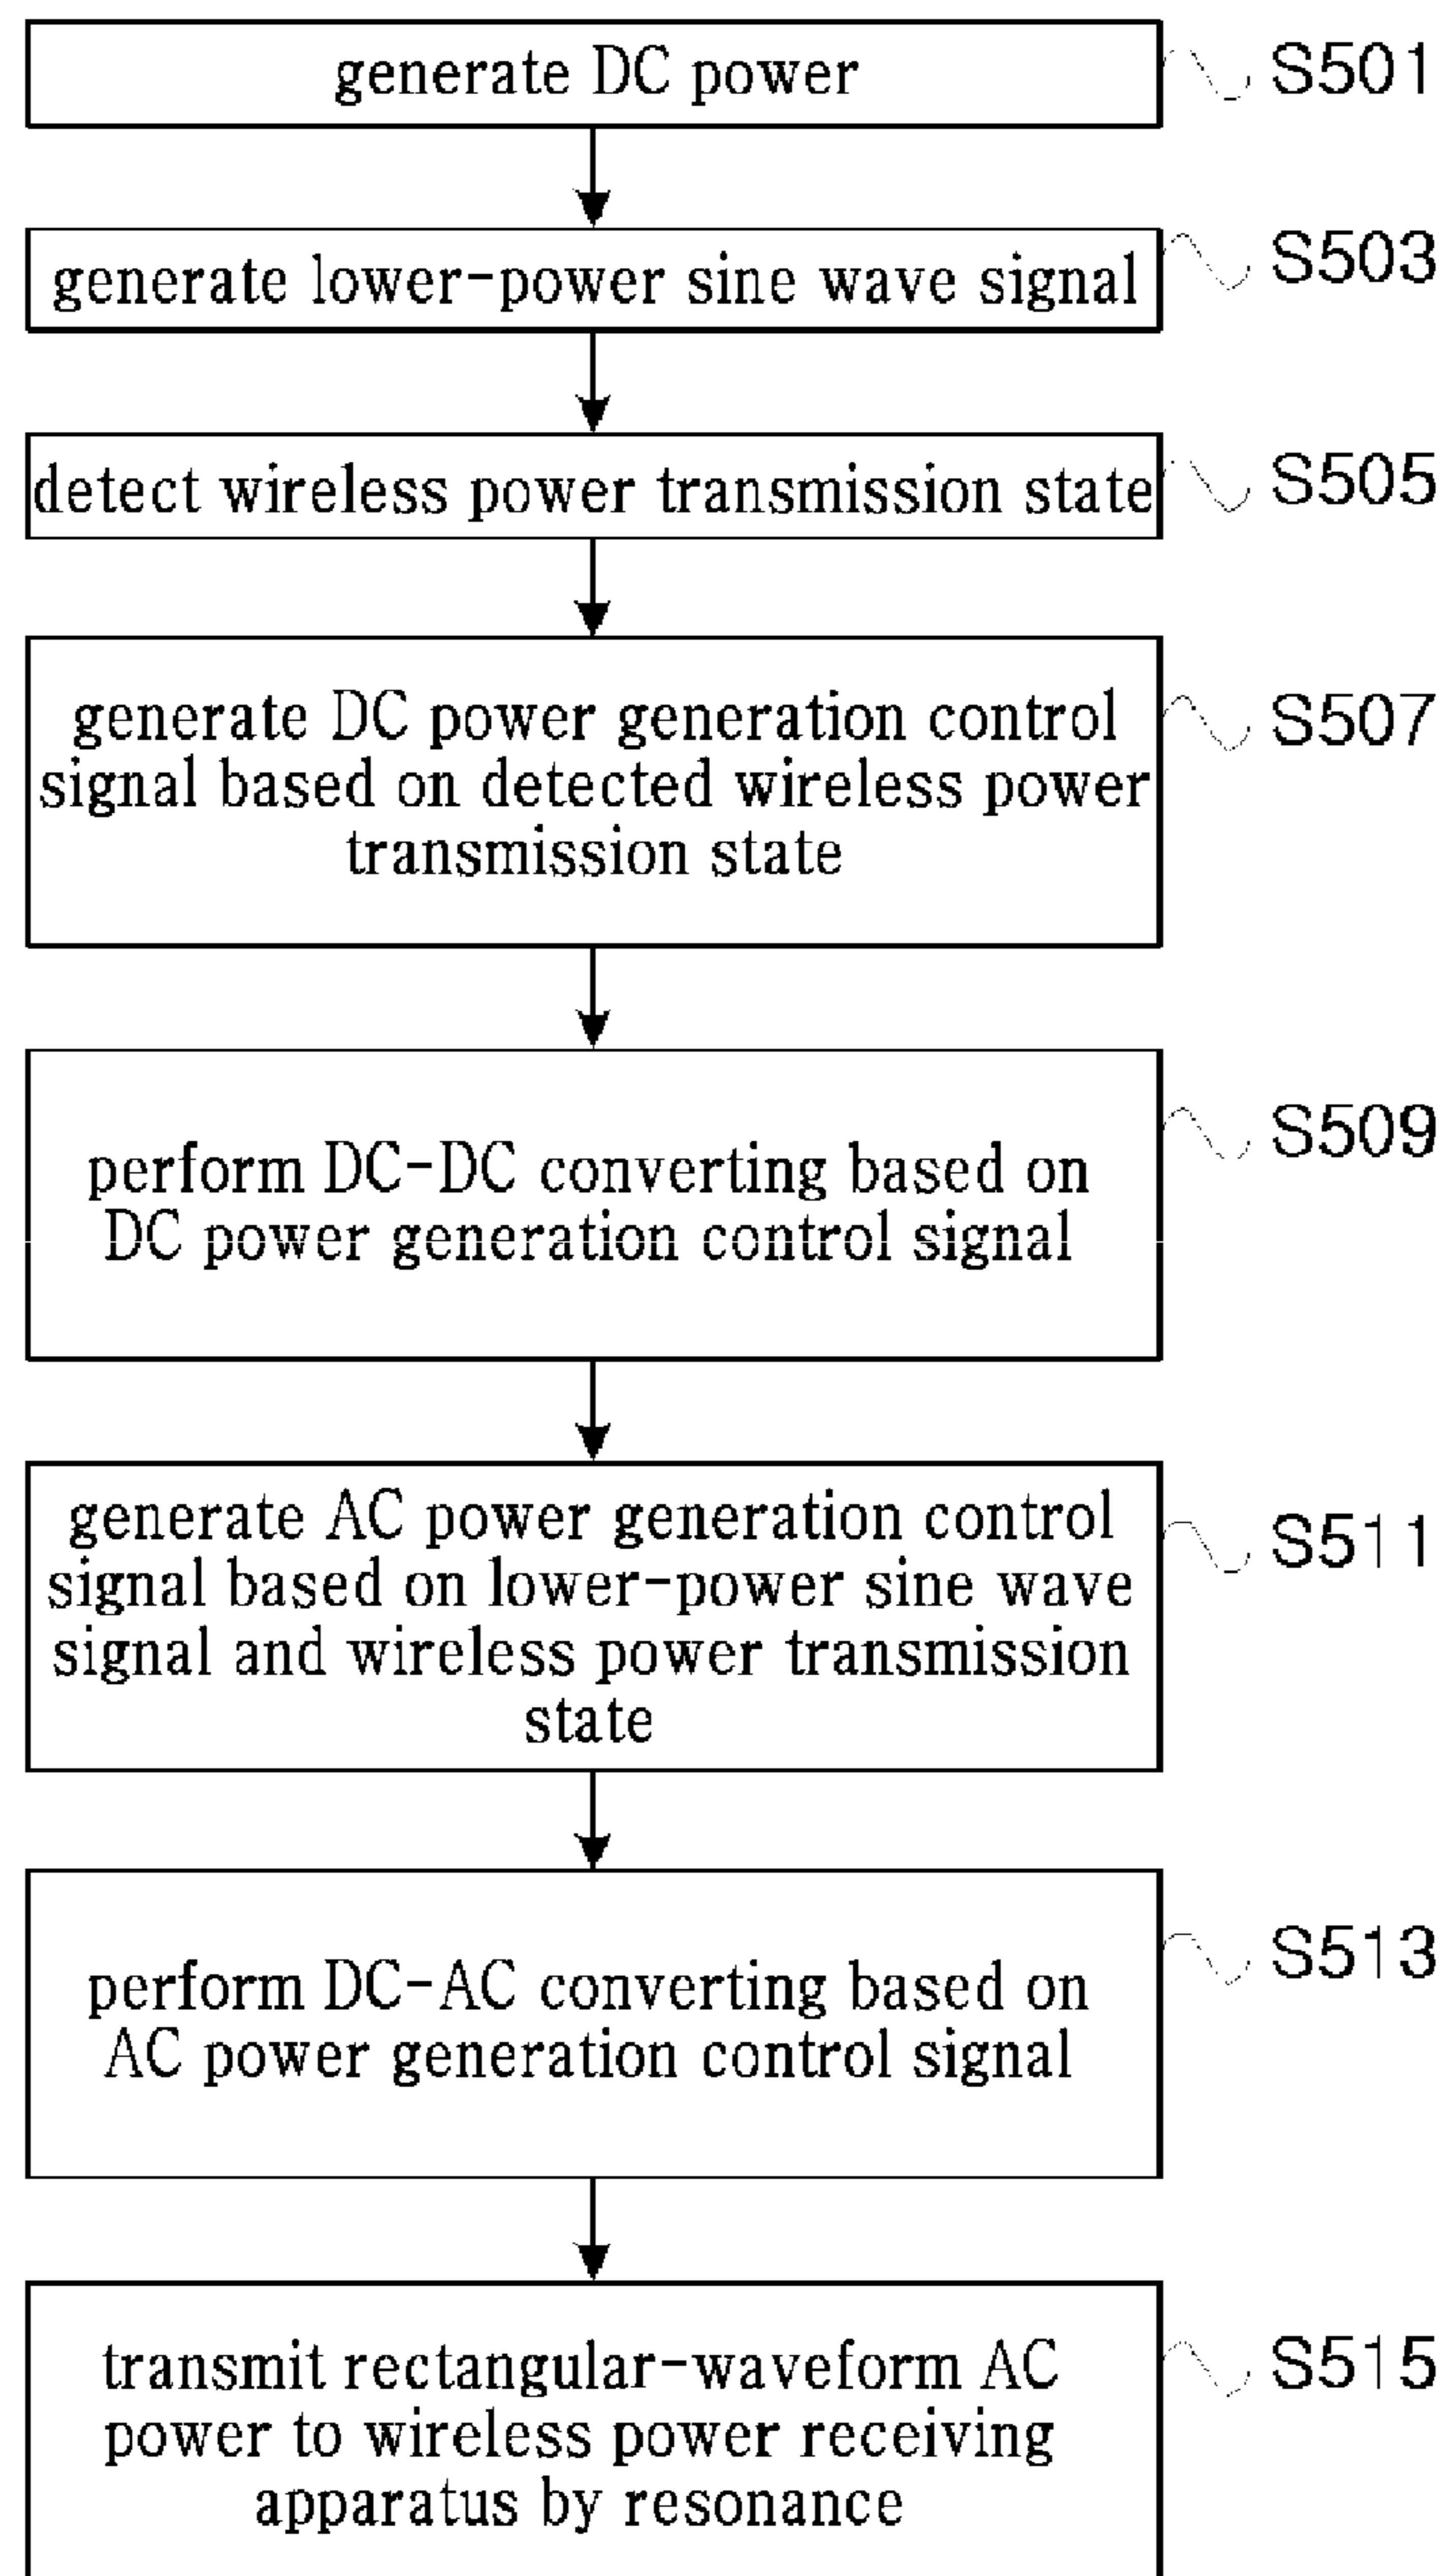 generate DC power
S501
generate lower-power sine wave signal
S503
detect wireless power transmission state
S505
generate DC power generation control
signal based on detected wireless power
transmission state
S507
perform DC-DC converting based on
DC power generation control signal
S509
generate AC power generation control
signal based on lower-power sine wave
signal and wireless power transmission
state
S511
perform DC-AC converting based on
AC power generation control signal
S513
transmit rectangular-waveform AC
power to wireless power receiving
apparatus by resonance
S515